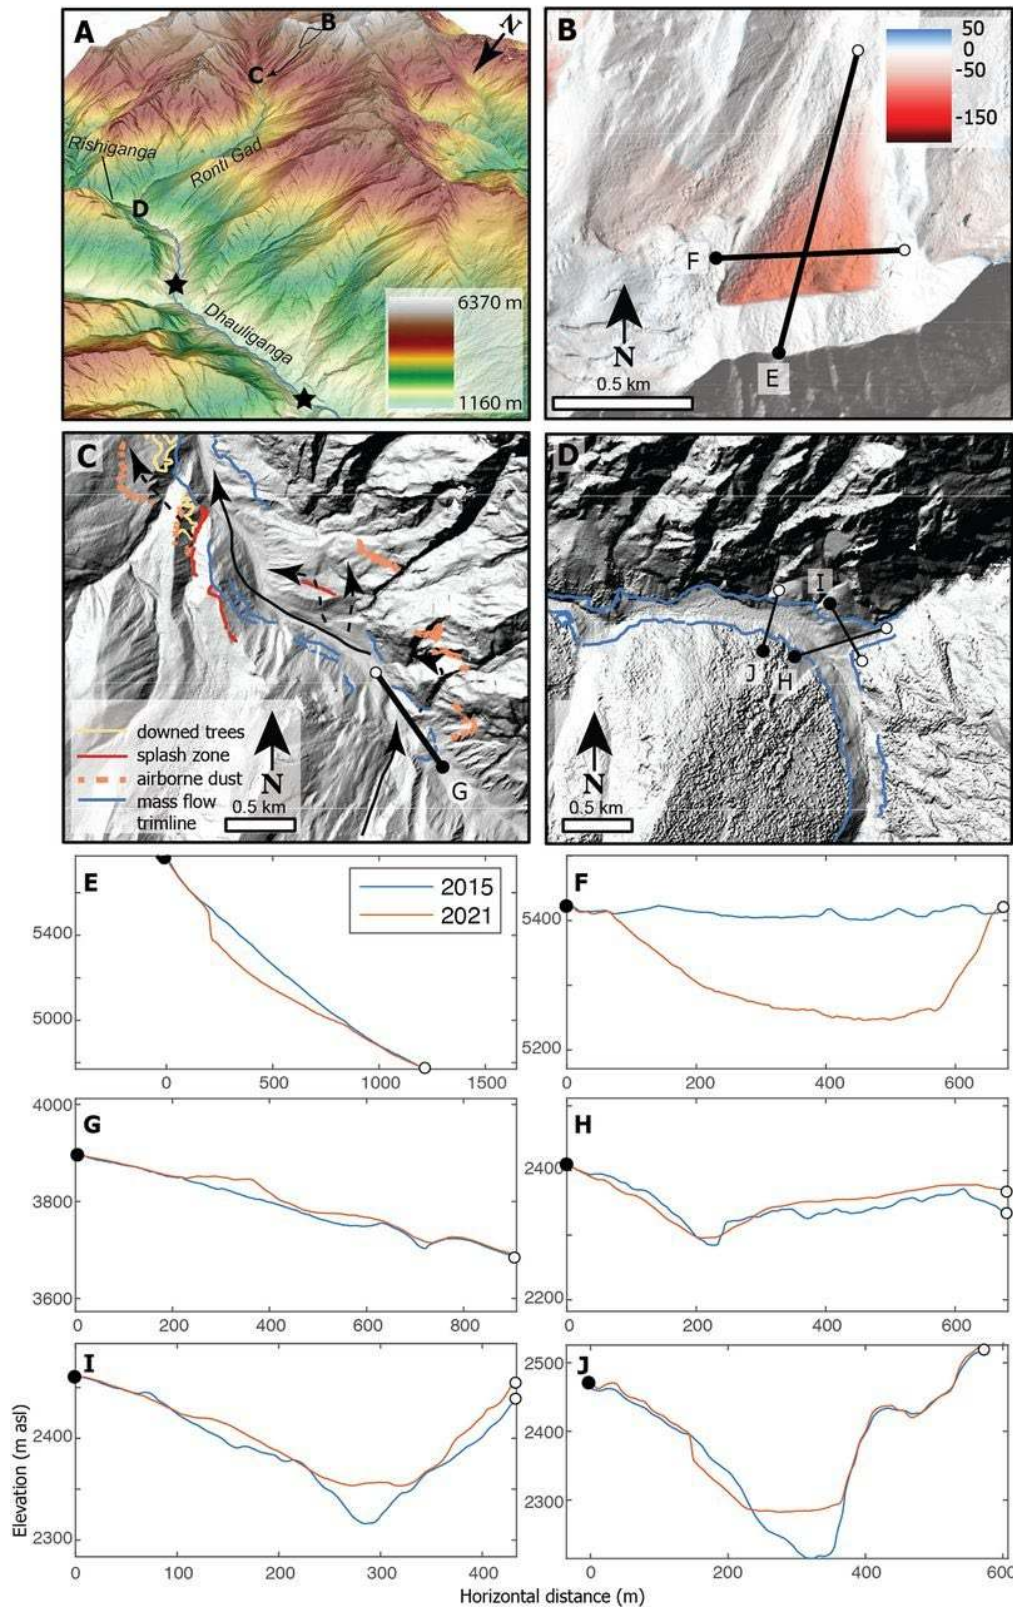 A
B
C
N
Rishiganga
Ronti Gad
D
Dhauliganga
6370 m
1160 m
B
50
0
-50
-150
F
N
0.5 km
E
C
downed trees
splash zone
airborne dust
mass flow
trimline
N
0.5 km
G
D
I
J
H
N
0.5 km
E
2015
2021
5400
5000
0 500 1000 1500
F
5400
5200
0 200 400 600
G
4000
3800
3600
0 200 400 600 800
H
2400
2200
0 200 400 600
I
2400
2300
0 100 200 300 400
J
2500
2400
2300
0 200 400 600
Elevation (m asl)
Horizontal distance (m)